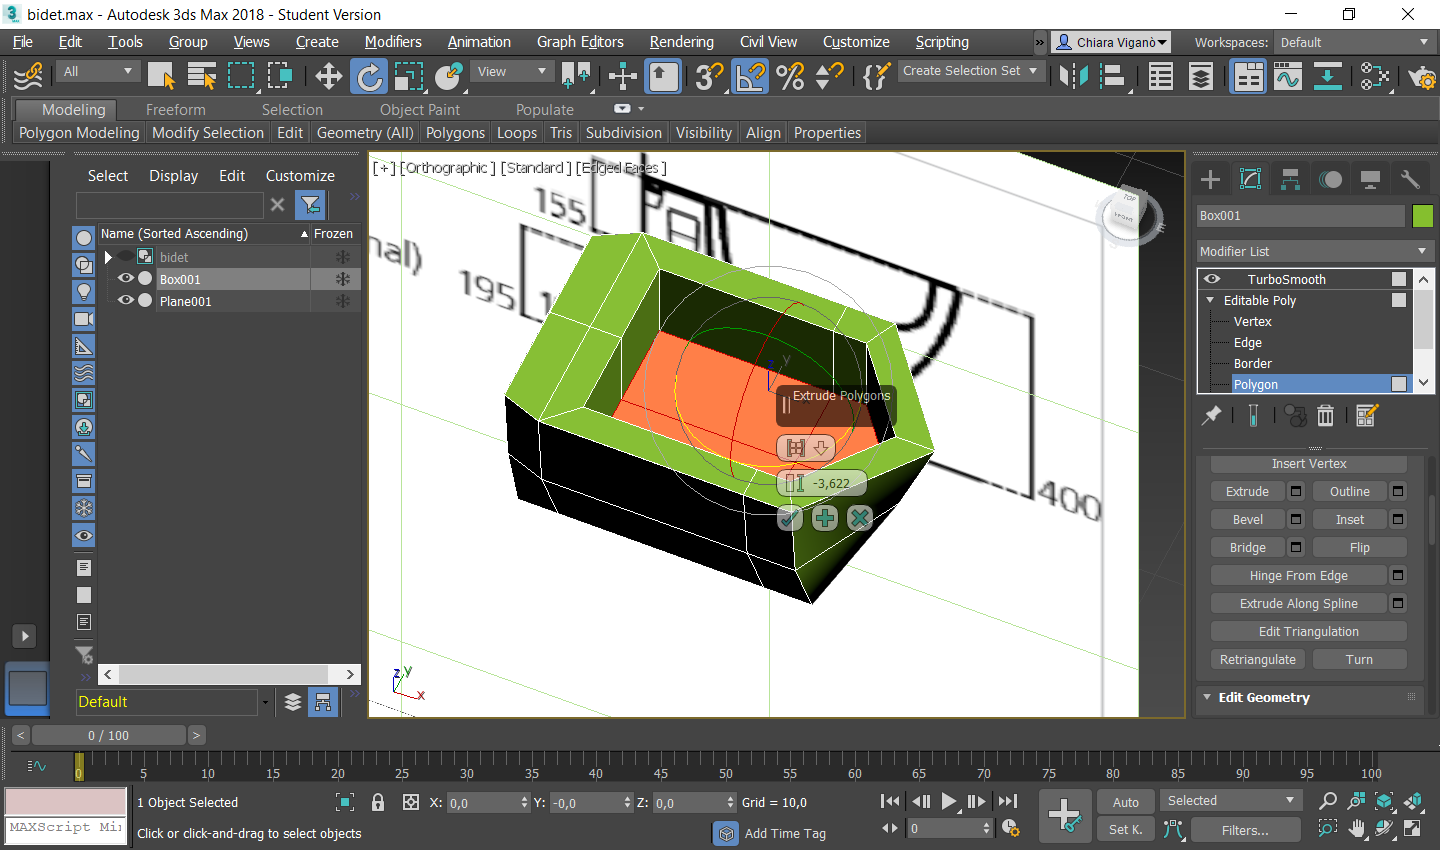 bidet.max - Autodesk 3ds Max 2018 - Student Version
File Edit Tools Group Views Create Modifiers Animation Graph Editors Rendering Civil View Customize Scripting » Chiara Viganò Workspaces: Default
All View Create Selection Set
Modeling Freeform Selection Object Paint Populate
Polygon Modeling Modify Selection Edit Geometry (All) Polygons Loops Tris Subdivision Visibility Align Properties
Select Display Edit Customize
Name (Sorted Ascending) Frozen
bidet
Box001
Plane001
Default
[+] [Orthographic ] [Standard ] [Edged Faces ]
155
nal)
195
400
TOP
FRONT
E
y
Extrude Polygons
-3,622
z y
x
Box001
Modifier List
TurboSmooth
Editable Poly
Vertex
Edge
Border
Polygon
Insert Vertex
Extrude Outline
Bevel Inset
Bridge Flip
Hinge From Edge
Extrude Along Spline
Edit Triangulation
Retriangulate Turn
Edit Geometry
< 0 / 100 >
0 5 10 15 20 25 30 35 40 45 50 55 60 65 70 75 80 85 90 95 100
1 Object Selected X: 0,0 Y: -0,0 Z: 0,0 Grid = 10,0 Auto Selected
MAXScript Mi
Click or click-and-drag to select objects Add Time Tag 0 Set K. Filters...